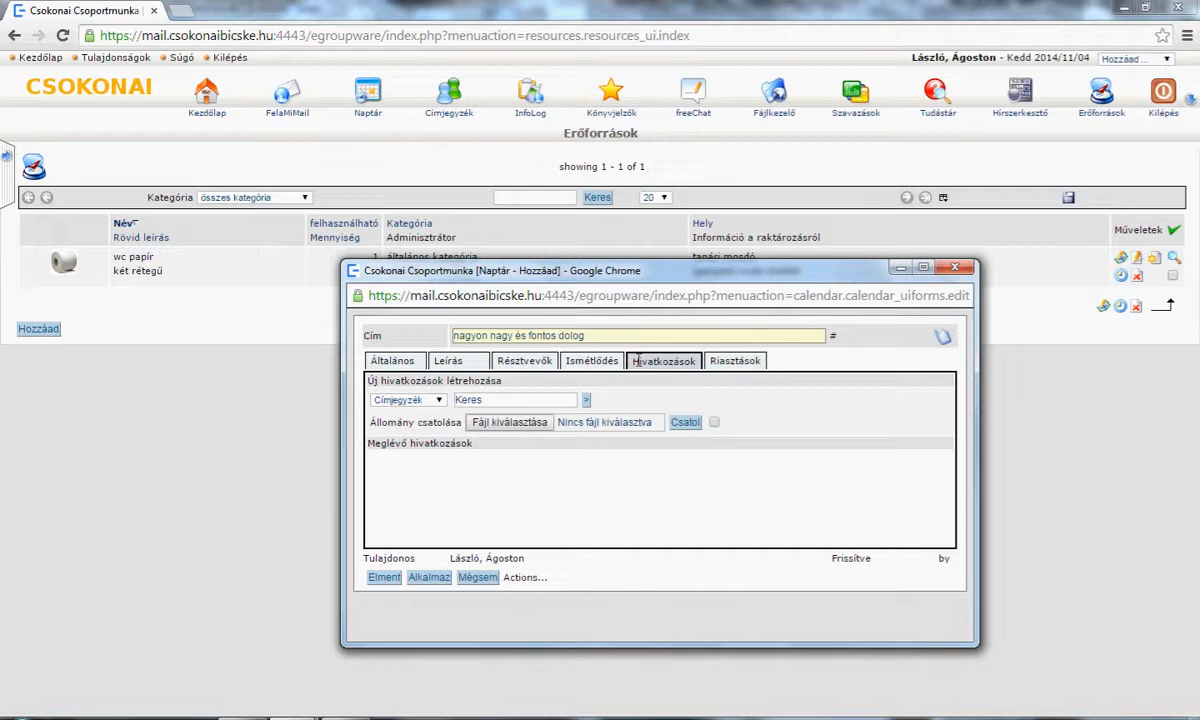 Csokonai Csoportmunka |
https://mail.csokonaibicske.hu:4443/egroupware/index.php?menuaction=resources.resources_ui.index
Kezdőlap Tulajdonságok Súgó Kilépés
László, Ágoston - Kedd 2014/11/04 Hozzáad ...
CSOKONAI
Kezdőlap FelaMiMail Naptár Címjegyzék InfoLog Könyvjelzők freeChat Fájlkezelő Szavazások Tudástár Hírszerkesztő Erőforrások Kilépés
Erőforrások
showing 1 - 1 of 1
Kategória összes kategória Keres 20
Név felhasználható Kategória Hely Műveletek
Rövid leírás Mennyiség Adminisztrátor Információ a raktározásról
wc papír 1 általános kategória tanári mosdó
két rétegű
Hozzáad
Csokonai Csoportmunka [Naptár - Hozzáad] - Google Chrome
https://mail.csokonaibicske.hu:4443/egroupware/index.php?menuaction=calendar.calendar_uiforms.edit
Cím nagyon nagy és fontos dolog #
Általános Leírás Résztvevők Ismétlődés Hivatkozások Riasztások
Új hivatkozások létrehozása
Címjegyzék Keres >
Állomány csatolása Fájl kiválasztása Nincs fájl kiválasztva Csatol
Meglévő hivatkozások
Tulajdonos László, Ágoston Frissítve by
Elment Alkalmaz Mégsem Actions...